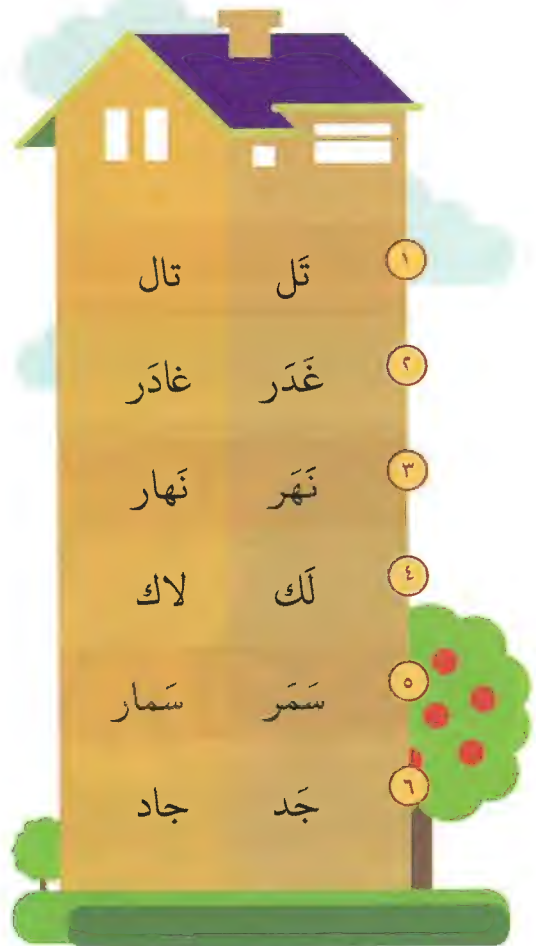 ١ تَل تال
٢ غَدَر غادَر
٣ نَهَر نَهار
٤ لَك لاك
٥ سَمَر سَمار
٦ جَد جاد